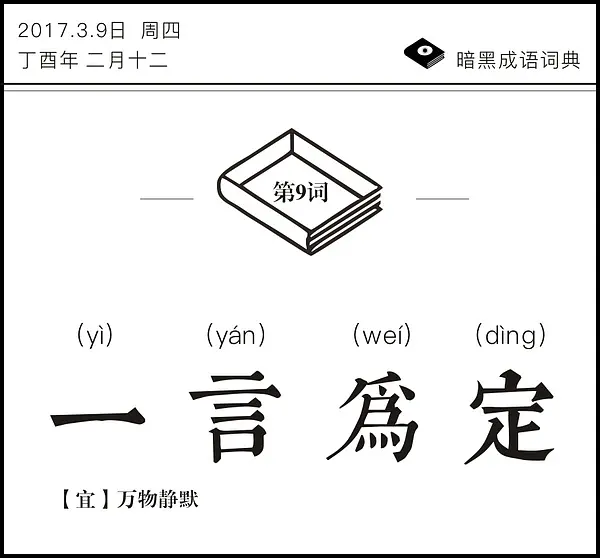 2017.3.9日 周四
丁酉年 二月十二
暗黑成语词典
第9词
(yì) (yán) (weí) (dìng)
一言爲定
【宜】万物静默